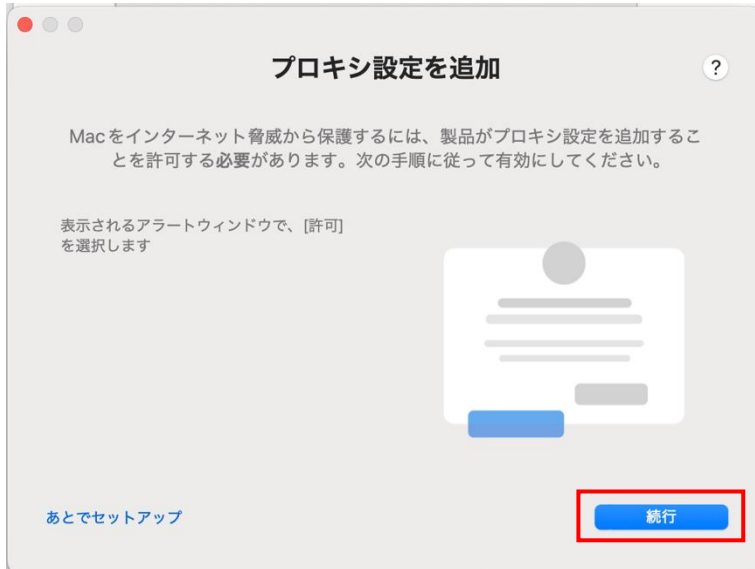 プロキシ設定を追加
?
Macをインターネット脅威から保護するには、製品がプロキシ設定を追加するこ
とを許可する必要があります。次の手順に従って有効にしてください。
表示されるアラートウィンドウで、[許可]
を選択します
あとでセットアップ
続行